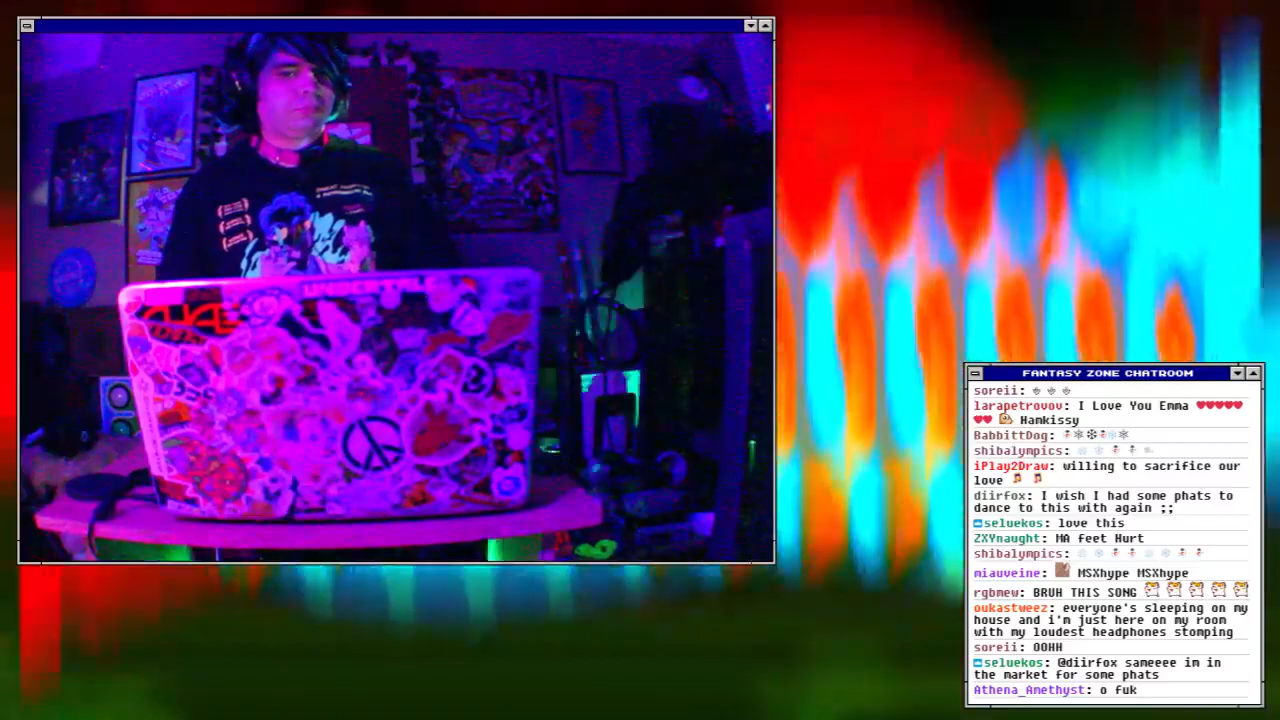 UNDERTALE
FANTASY ZONE CHATROOM
soreii:
larapetrovov: I Love You Emma
Hamkissy
BabbittDog:
shibalympics:
iPlay2Draw: willing to sacrifice our
love
diirfox: I wish I had some phats to
dance to this with again ;;
seluekos: love this
ZXYnaught: MA feet Hurt
shibalympics:
miauveine: MSXhype MSXhype
rgbmew: BRUH THIS SONG
oukastweez: everyone's sleeping on my
house and i'm just here on my room
with my loudest headphones stomping
soreii: OOHH
seluekos: @diirfox sameeee im in
the market for some phats
Athena_Amethyst: o fuk